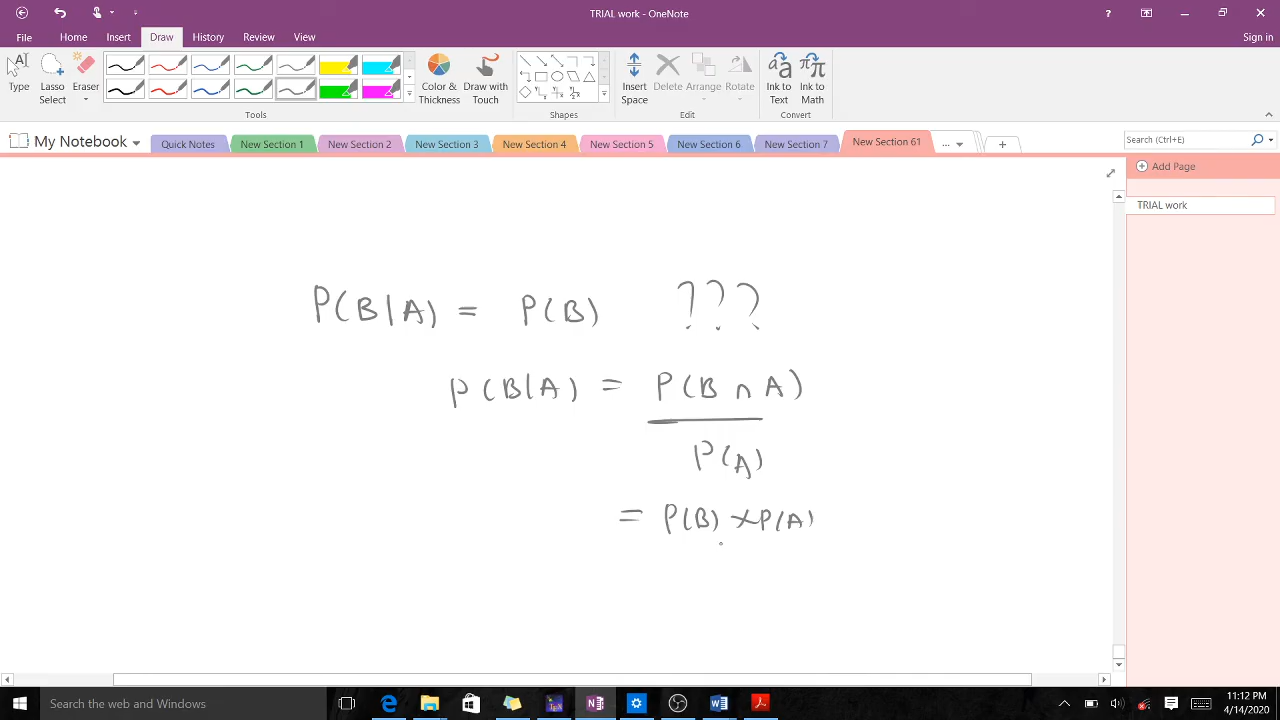 TRIAL work - OneNote
File Home Insert Draw History Review View Sign in
Type Lasso Select Eraser Color & Thickness Draw with Touch Insert Space Delete Arrange Rotate Ink to Text Ink to Math
Tools Shapes Edit Convert
My Notebook Quick Notes New Section 1 New Section 2 New Section 3 New Section 4 New Section 5 New Section 6 New Section 7 New Section 61 ... Search (Ctrl+E)
Add Page
TRIAL work
P(B|A) = P(B) ???
P(B|A) = P(B ∩ A)
P(A)
= P(B) × P(A)
Search the web and Windows
11:12 PM
4/14/2020